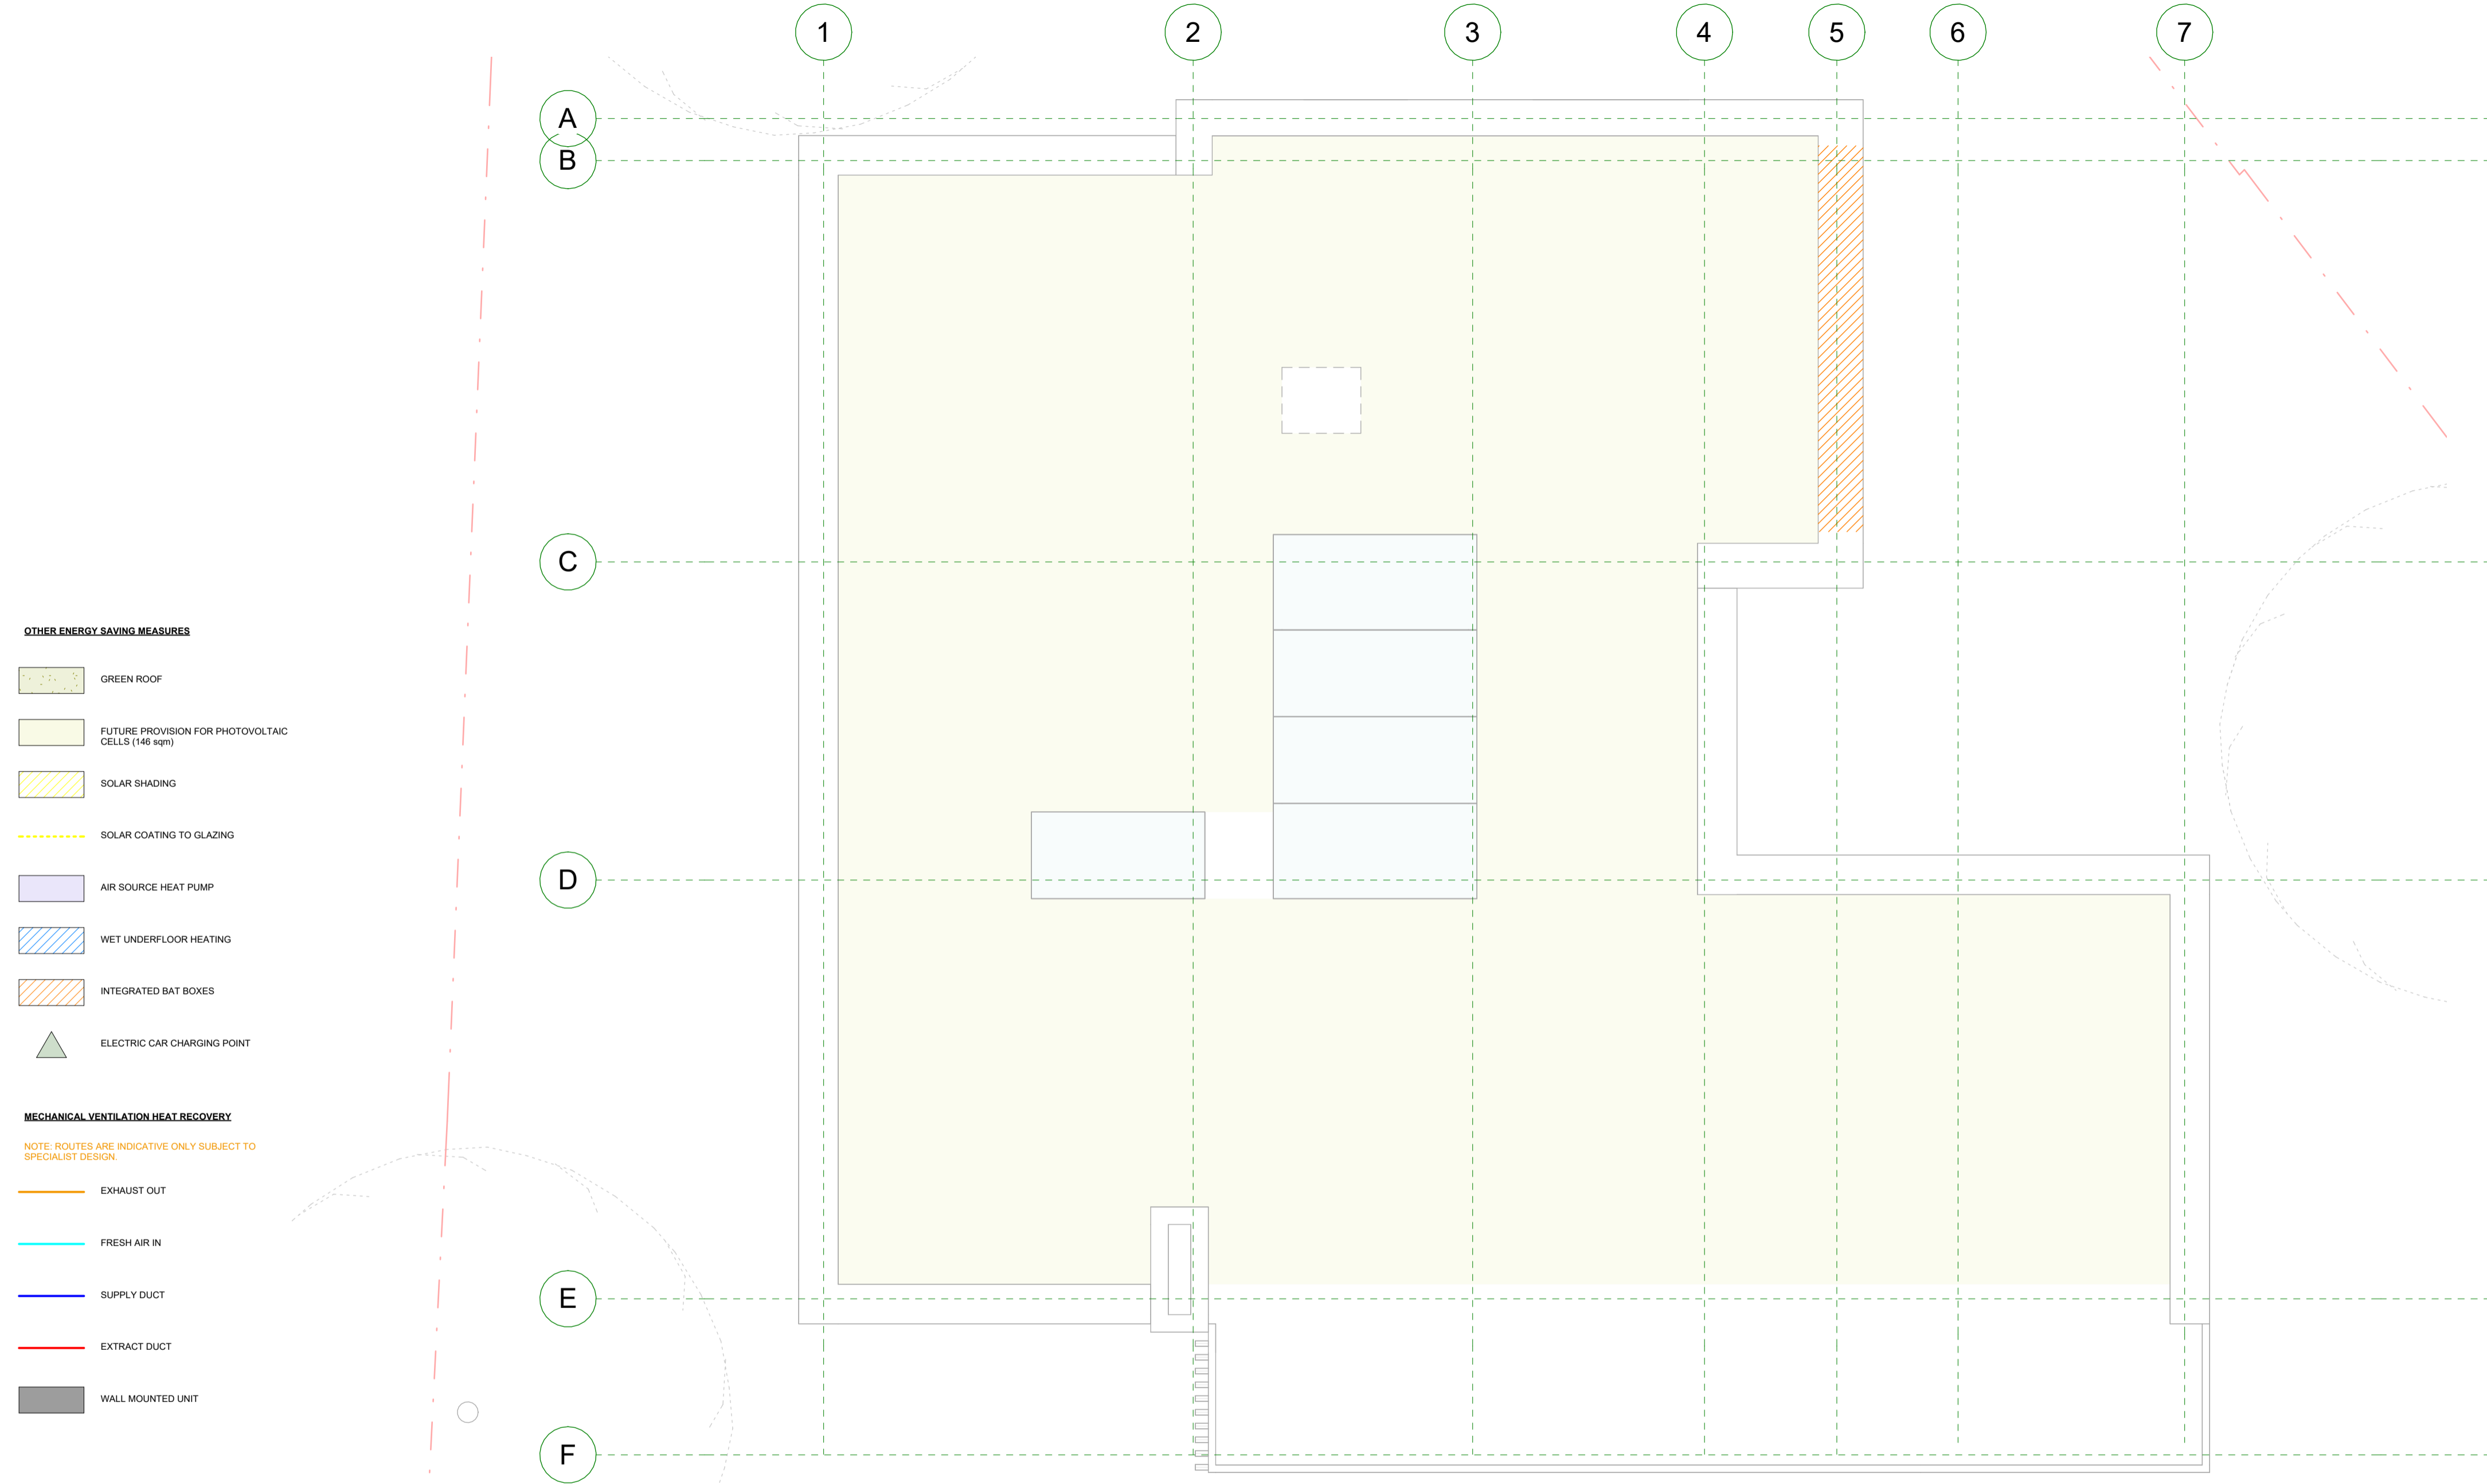 1 2 3 4 5 6 7
A
B
C
D
E
F
OTHER ENERGY SAVING MEASURES
GREEN ROOF
FUTURE PROVISION FOR PHOTOVOLTAIC
CELLS (146 sqm)
SOLAR SHADING
SOLAR COATING TO GLAZING
AIR SOURCE HEAT PUMP
WET UNDERFLOOR HEATING
INTEGRATED BAT BOXES
ELECTRIC CAR CHARGING POINT
MECHANICAL VENTILATION HEAT RECOVERY
NOTE: ROUTES ARE INDICATIVE ONLY SUBJECT TO
SPECIALIST DESIGN.
EXHAUST OUT
FRESH AIR IN
SUPPLY DUCT
EXTRACT DUCT
WALL MOUNTED UNIT